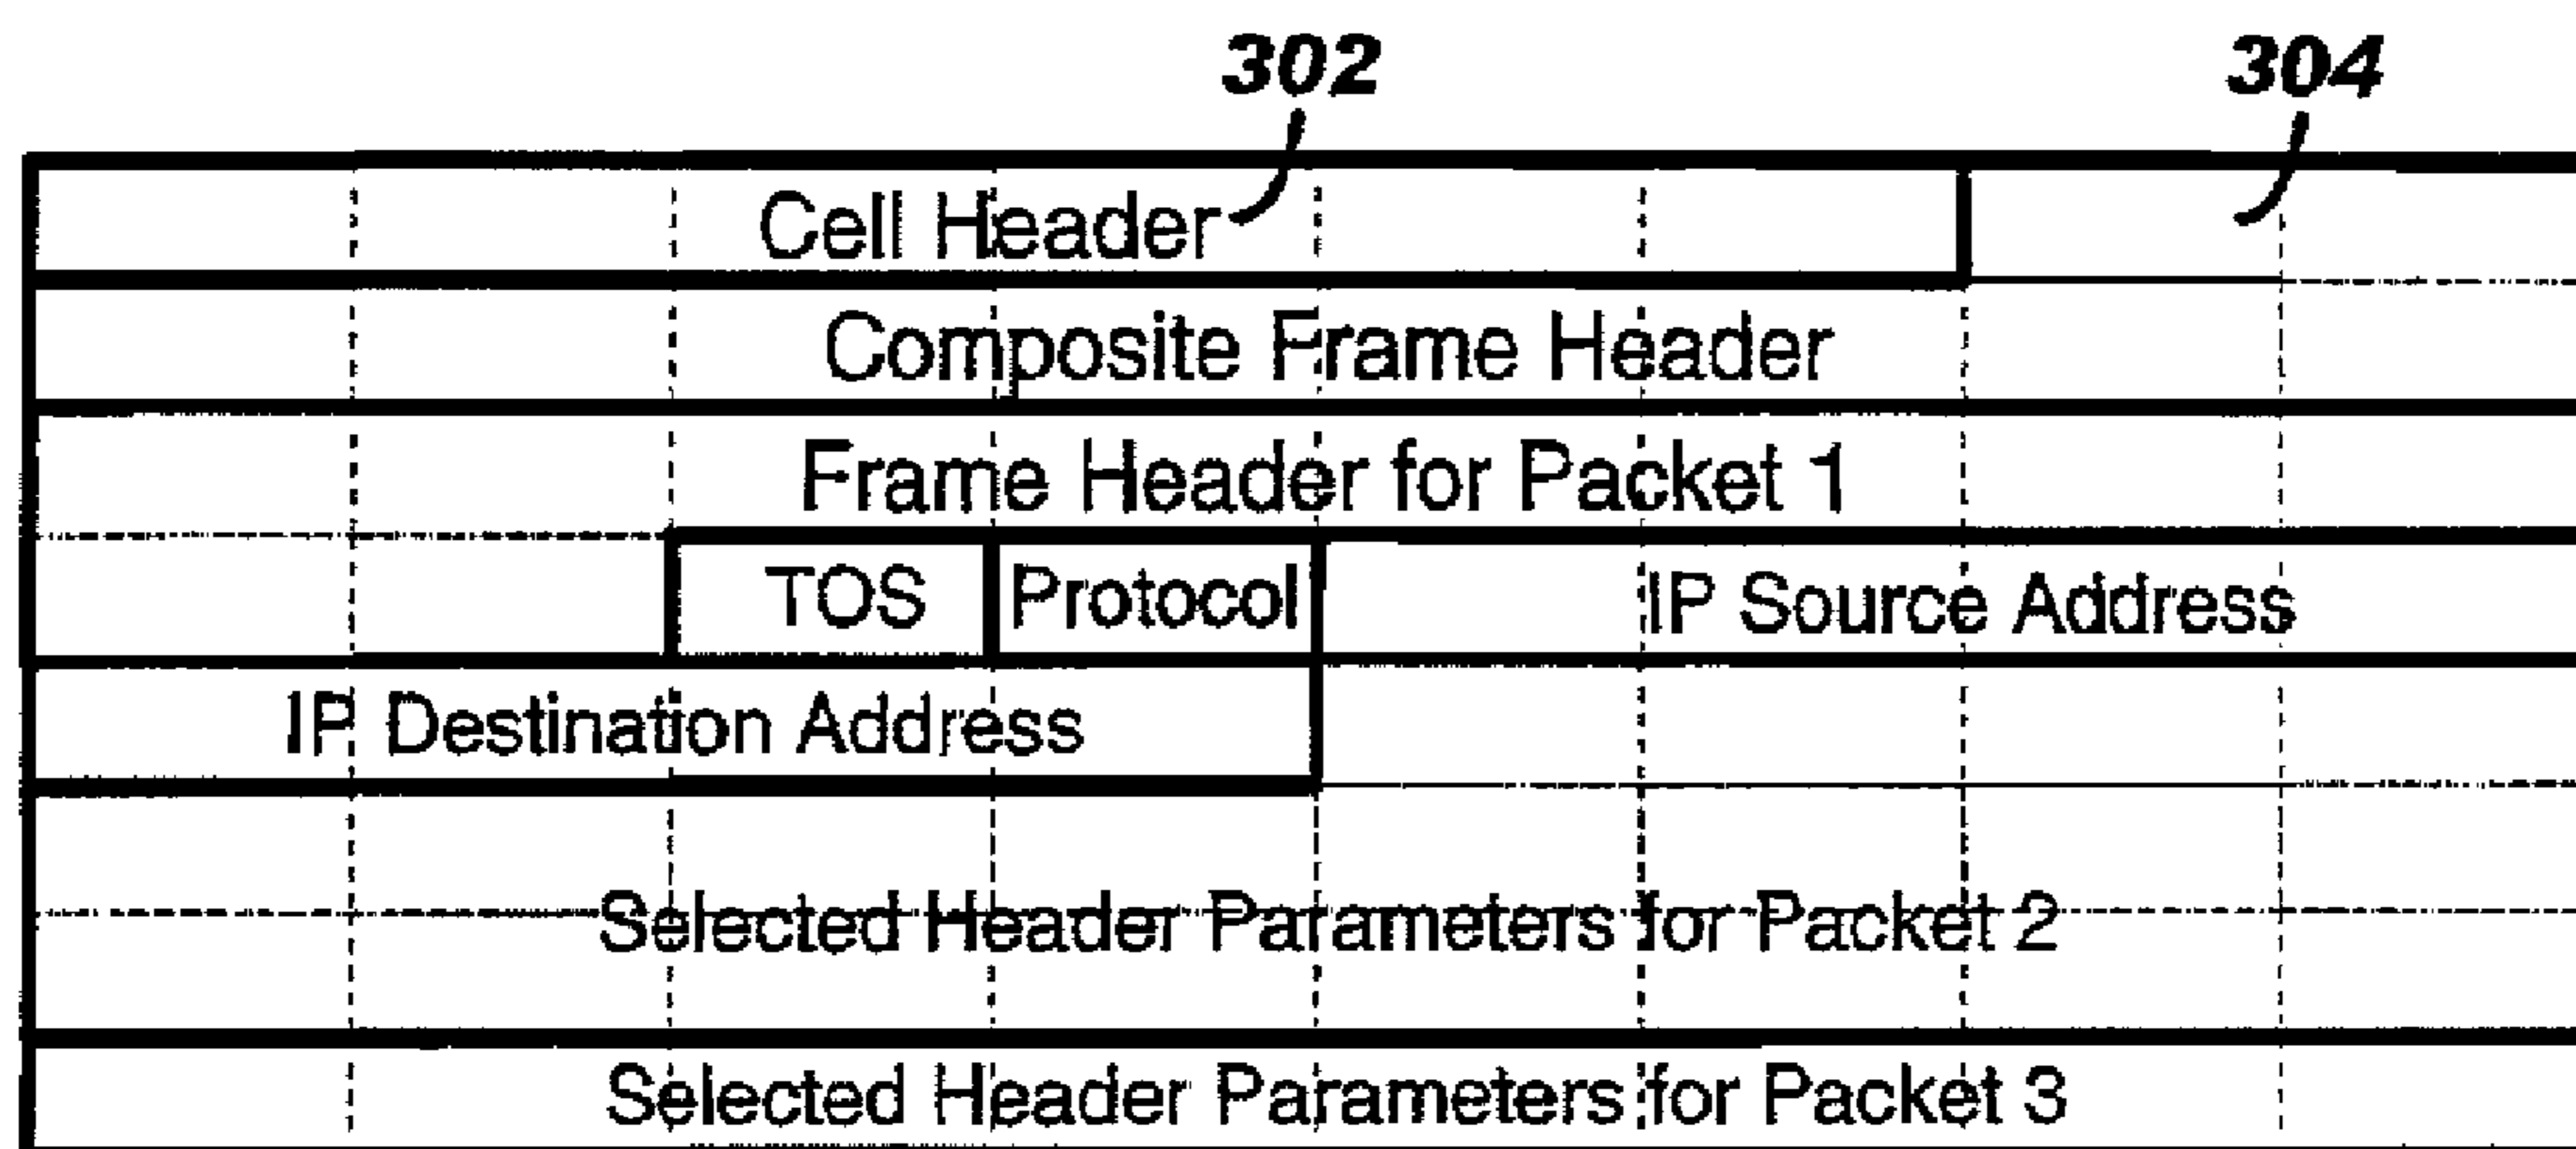 302 304
Cell Header
Composite Frame Header
Frame Header for Packet 1
TOS Protocol IP Source Address
IP Destination Address
Selected Header Parameters for Packet 2
Selected Header Parameters for Packet 3